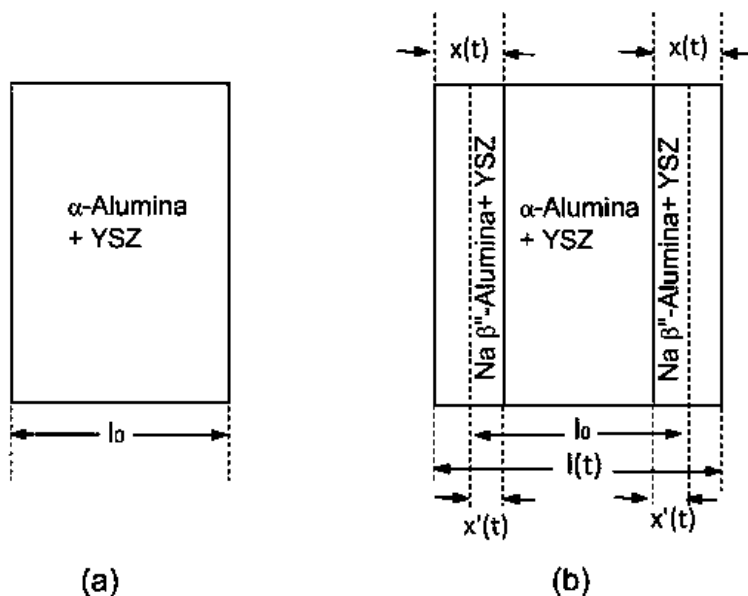 α-Alumina
+ YSZ
l₀
(a)
x(t)
x(t)
Na β"-Alumina+ YSZ
α-Alumina
+ YSZ
Na β"-Alumina+ YSZ
l₀
l(t)
x'(t)
x'(t)
(b)